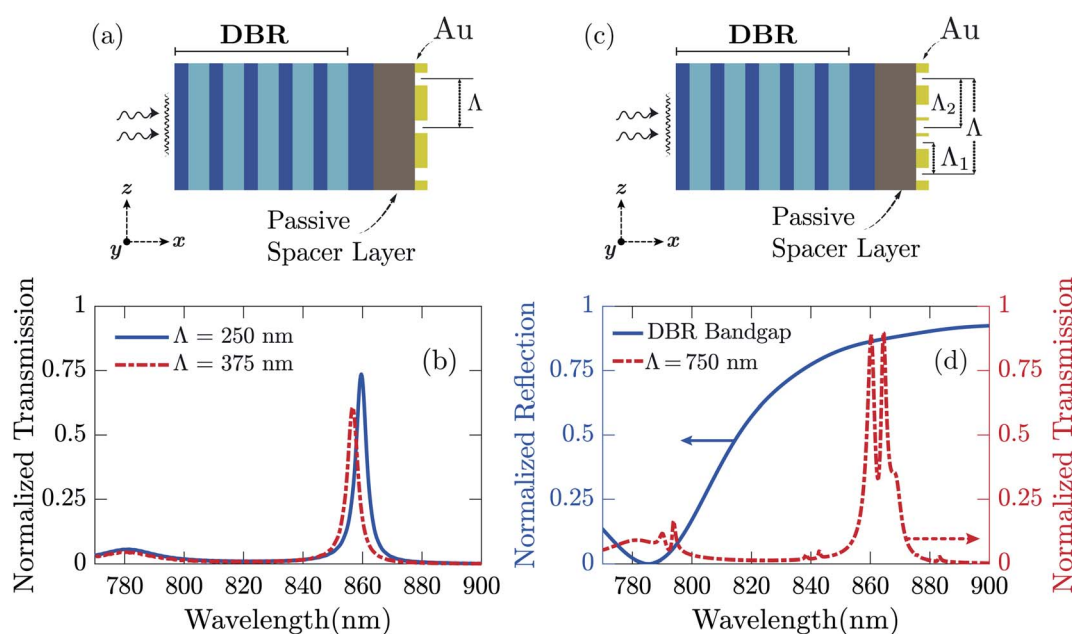 (a)
DBR
Au
Λ
Passive
Spacer Layer
z
y
x
(c)
DBR
Au
Λ₂
Λ
Λ₁
Passive
Spacer Layer
z
y
x
Normalized Transmission
1
0.75
0.5
0.25
0
Λ = 250 nm
Λ = 375 nm
(b)
780 800 820 840 860 880 900
Wavelength(nm)
Normalized Reflection
1
0.75
0.5
0.25
0
DBR Bandgap
Λ = 750 nm
(d)
1
0.75
0.5
0.25
0
Normalized Transmission
780 800 820 840 860 880 900
Wavelength(nm)